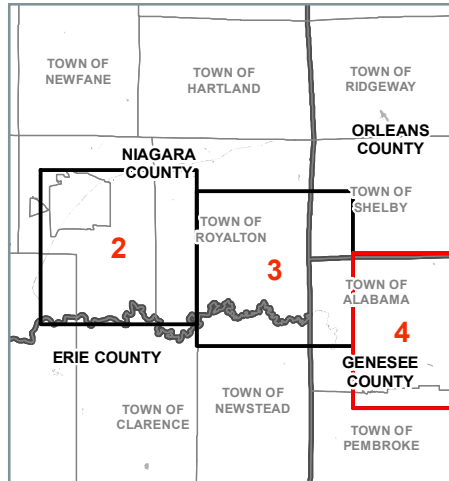 TOWN OF
NEWFANE
TOWN OF
HARTLAND
TOWN OF
RIDGEWAY
ORLEANS
COUNTY
NIAGARA
COUNTY
TOWN OF
SHELBY
TOWN OF
ROYALTON
2
3
TOWN OF
ALABAMA
4
ERIE COUNTY
GENESEE
COUNTY
TOWN OF
CLARENCE
TOWN OF
NEWSTEAD
TOWN OF
PEMBROKE